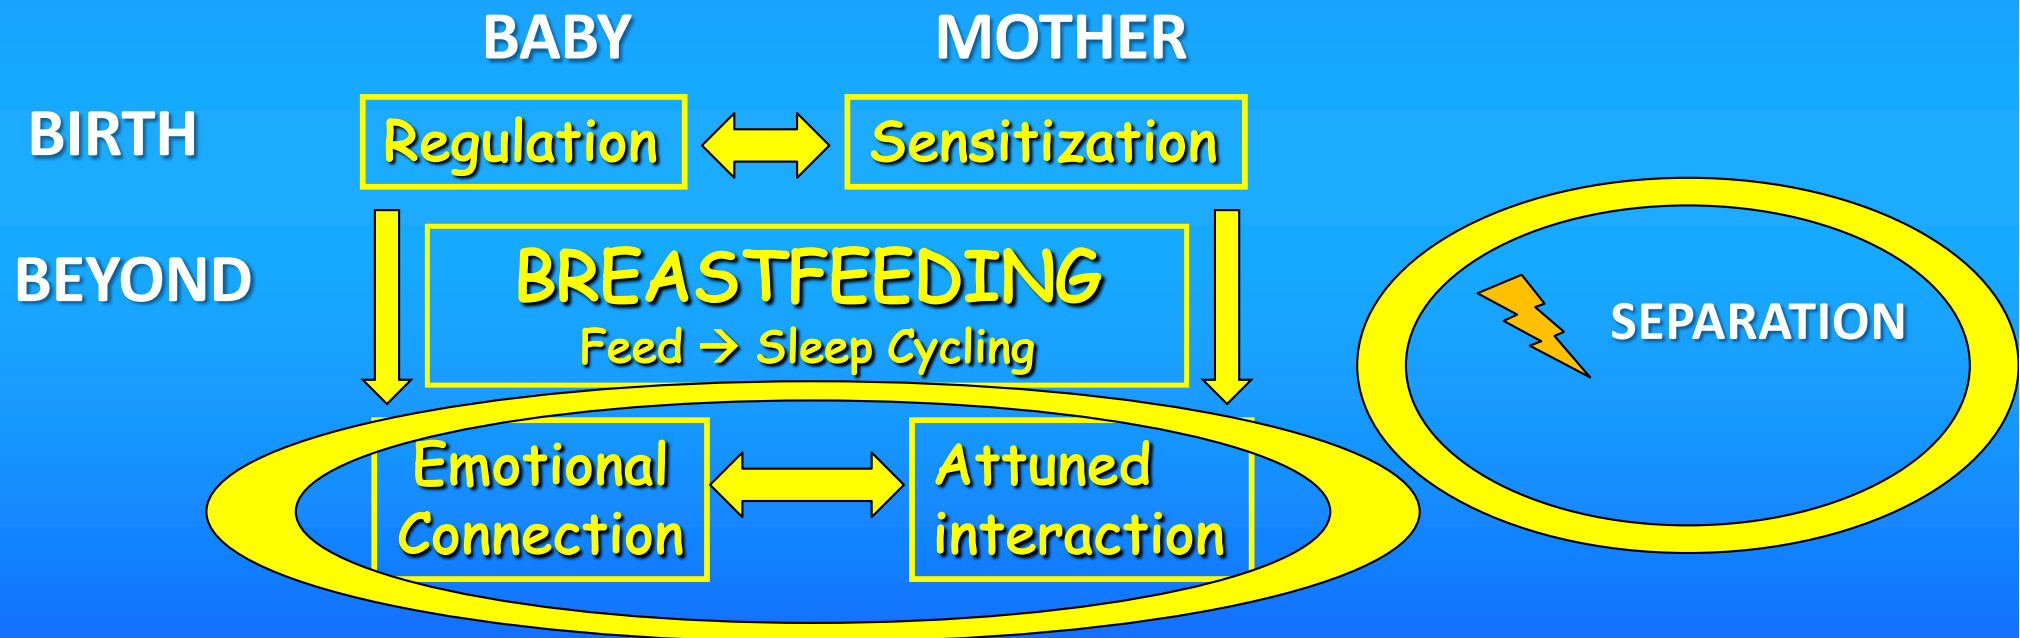 BABY MOTHER
BIRTH Regulation Sensitization
BEYOND BREASTFEEDING
Feed → Sleep Cycling
SEPARATION
Emotional Connection
Attuned interaction